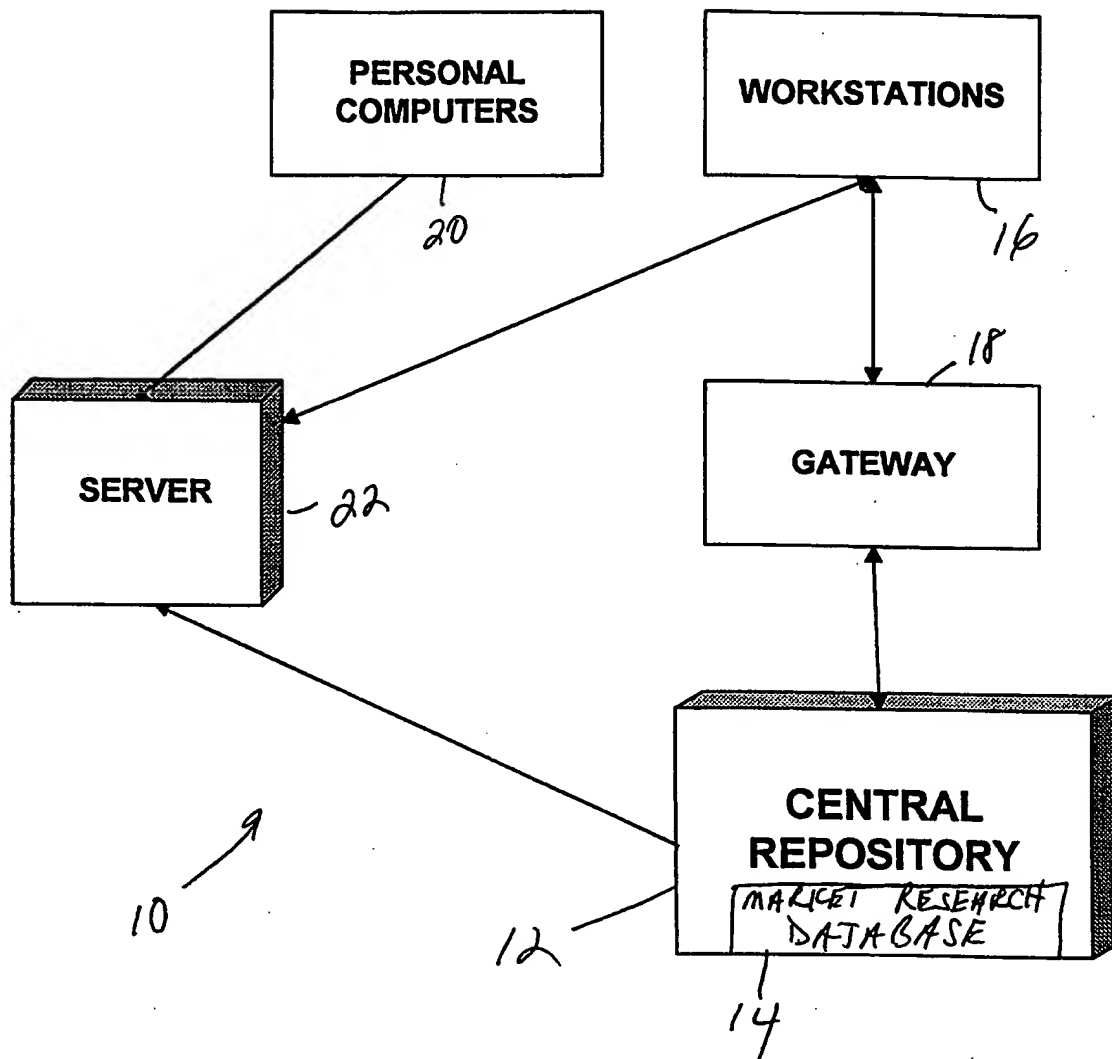 PERSONAL
COMPUTERS
WORKSTATIONS
20
16
18
SERVER
22
GATEWAY
CENTRAL
REPOSITORY
MARKET RESEARCH
DATABASE
10
12
14